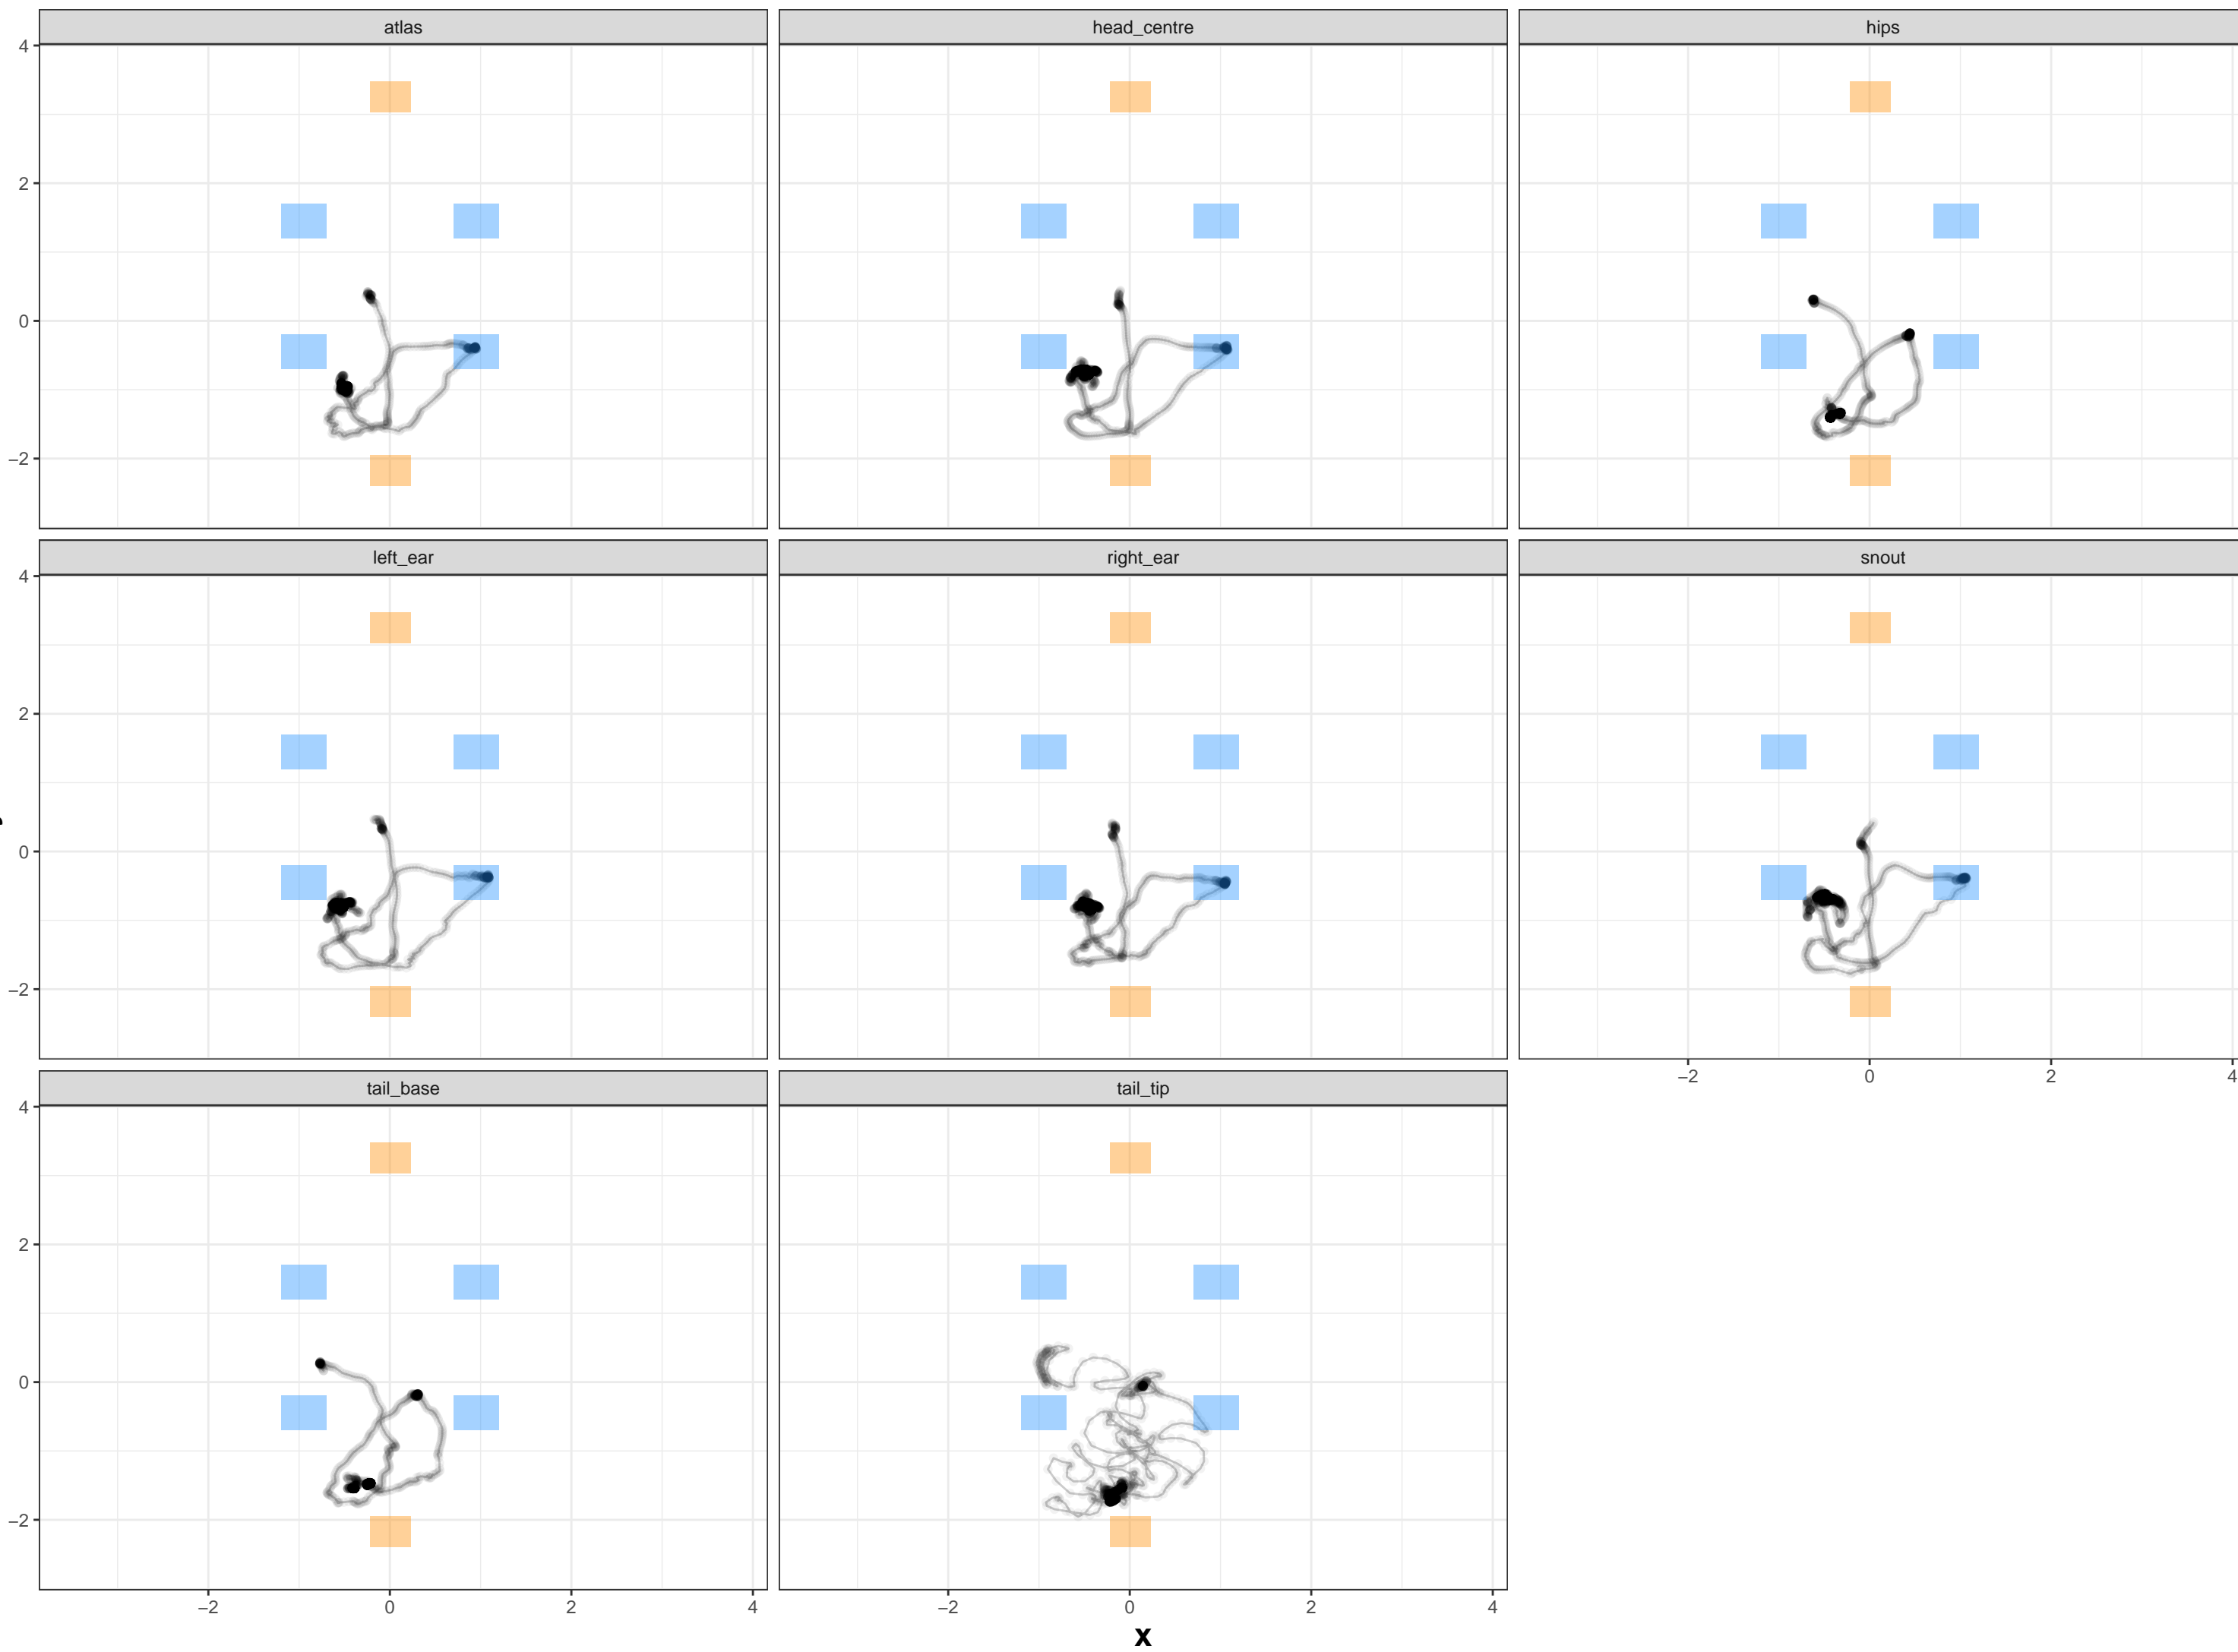 atlas head_centre hips
4
2
0
−2
left_ear right_ear snout
4
2
0
−2
−2 0 2 4
tail_base tail_tip
4
2
0
−2
−2 0 2 4 −2 0 2 4
x